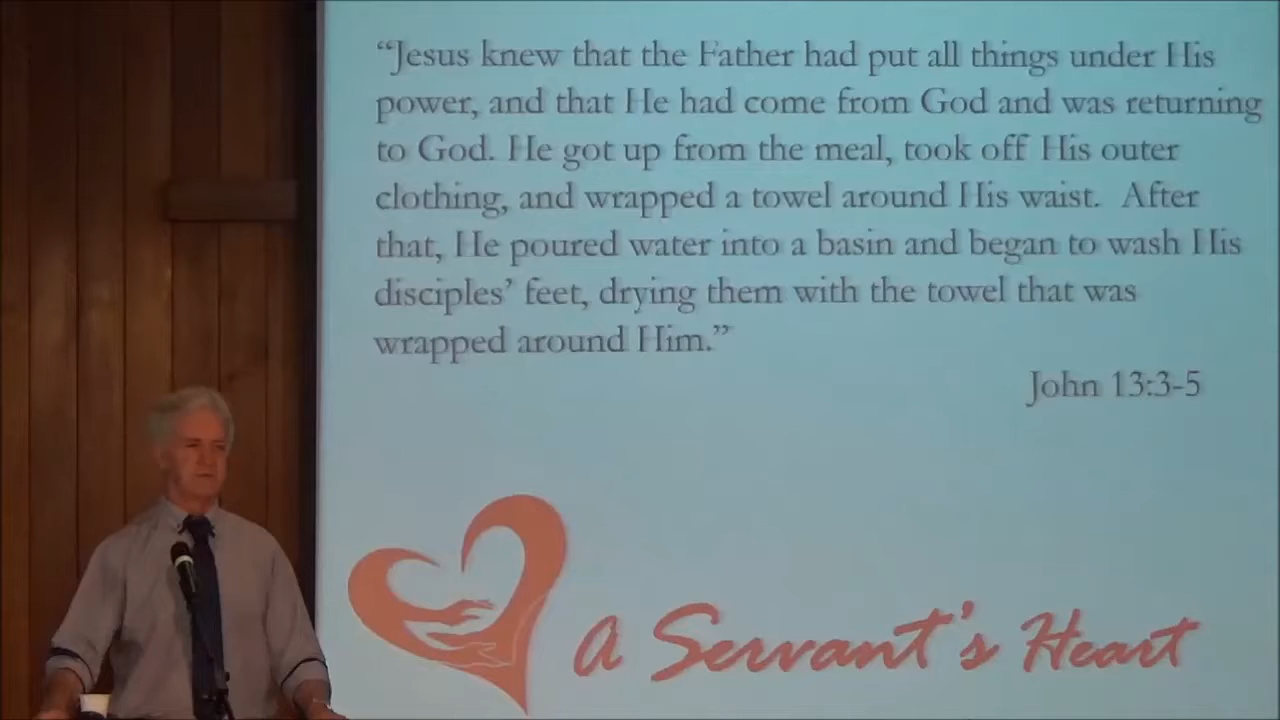 “Jesus knew that the Father had put all things under His
power, and that He had come from God and was returning
to God. He got up from the meal, took off His outer
clothing, and wrapped a towel around His waist.  After
that, He poured water into a basin and began to wash His
disciples’ feet, drying them with the towel that was
wrapped around Him.”
John 13:3-5
A Servant’s Heart